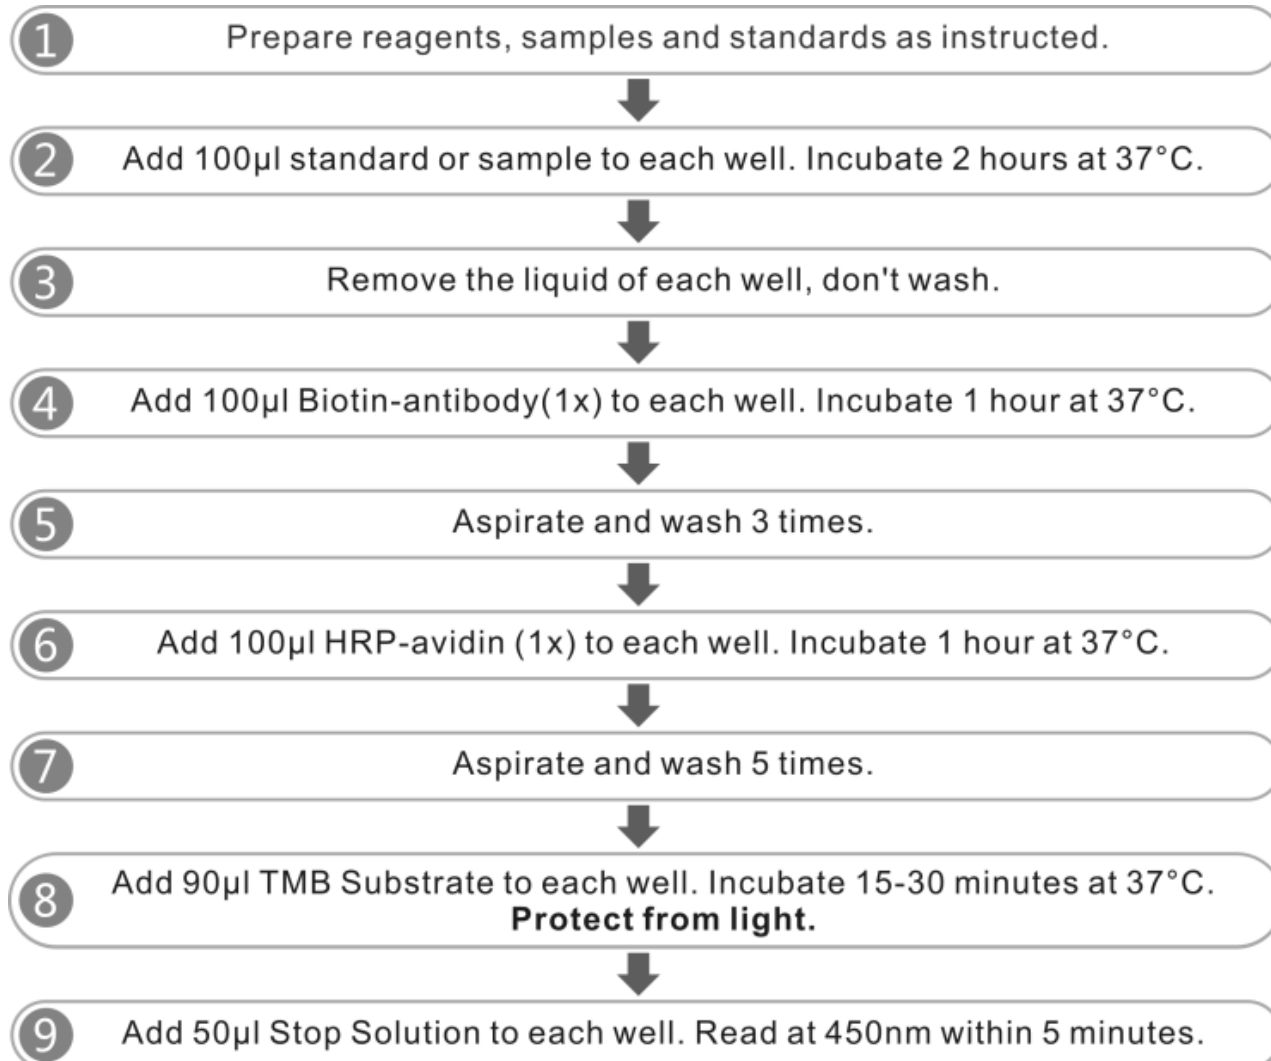 1 Prepare reagents, samples and standards as instructed.
2 Add 100μl standard or sample to each well. Incubate 2 hours at 37°C.
3 Remove the liquid of each well, don't wash.
4 Add 100μl Biotin-antibody(1x) to each well. Incubate 1 hour at 37°C.
5 Aspirate and wash 3 times.
6 Add 100μl HRP-avidin (1x) to each well. Incubate 1 hour at 37°C.
7 Aspirate and wash 5 times.
8 Add 90μl TMB Substrate to each well. Incubate 15-30 minutes at 37°C.
Protect from light.
9 Add 50μl Stop Solution to each well. Read at 450nm within 5 minutes.